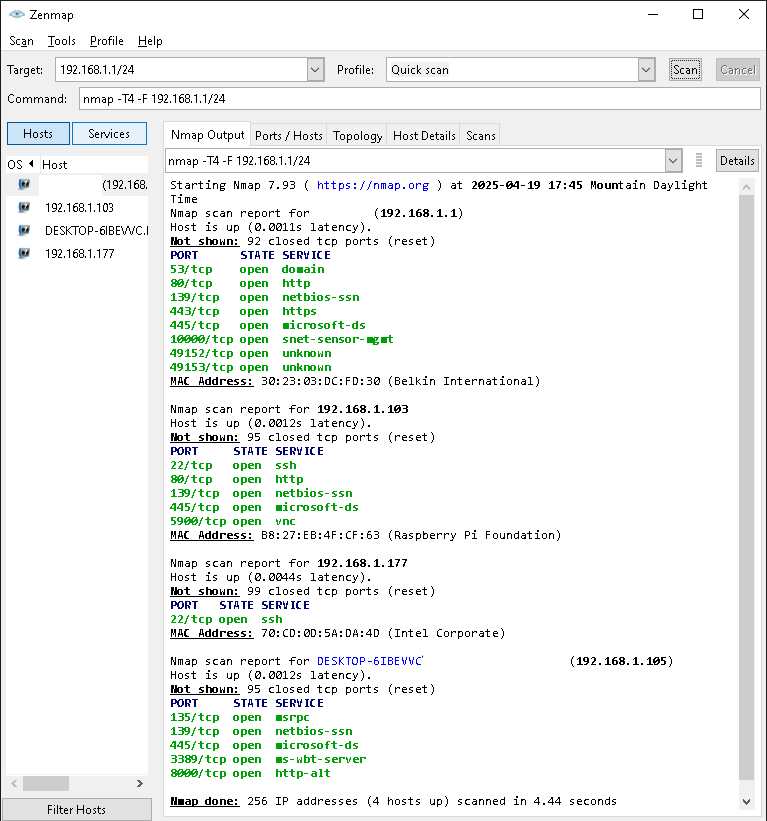 Zenmap
Scan Tools Profile Help
Target: 192.168.1.1/24 Profile: Quick scan Scan Cancel
Command: nmap -T4 -F 192.168.1.1/24
Hosts Services
OS Host
(192.168.
192.168.1.103
DESKTOP-6IBEVVC.
192.168.1.177
Filter Hosts
Nmap Output Ports / Hosts Topology Host Details Scans
nmap -T4 -F 192.168.1.1/24 Details
Starting Nmap 7.93 ( https://nmap.org ) at 2025-04-19 17:45 Mountain Daylight
Time
Nmap scan report for (192.168.1.1)
Host is up (0.0011s latency).
Not shown: 92 closed tcp ports (reset)
PORT STATE SERVICE
53/tcp open domain
80/tcp open http
139/tcp open netbios-ssn
443/tcp open https
445/tcp open microsoft-ds
10000/tcp open snet-sensor-mgmt
49152/tcp open unknown
49153/tcp open unknown
MAC Address: 30:23:03:DC:FD:30 (Belkin International)
Nmap scan report for 192.168.1.103
Host is up (0.0012s latency).
Not shown: 95 closed tcp ports (reset)
PORT STATE SERVICE
22/tcp open ssh
80/tcp open http
139/tcp open netbios-ssn
445/tcp open microsoft-ds
5900/tcp open vnc
MAC Address: B8:27:EB:4F:CF:63 (Raspberry Pi Foundation)
Nmap scan report for 192.168.1.177
Host is up (0.0044s latency).
Not shown: 99 closed tcp ports (reset)
PORT STATE SERVICE
22/tcp open ssh
MAC Address: 70:CD:0D:5A:DA:4D (Intel Corporate)
Nmap scan report for DESKTOP-6IBEVVC (192.168.1.105)
Host is up (0.0012s latency).
Not shown: 95 closed tcp ports (reset)
PORT STATE SERVICE
135/tcp open msrpc
139/tcp open netbios-ssn
445/tcp open microsoft-ds
3389/tcp open ms-wbt-server
8000/tcp open http-alt
Nmap done: 256 IP addresses (4 hosts up) scanned in 4.44 seconds